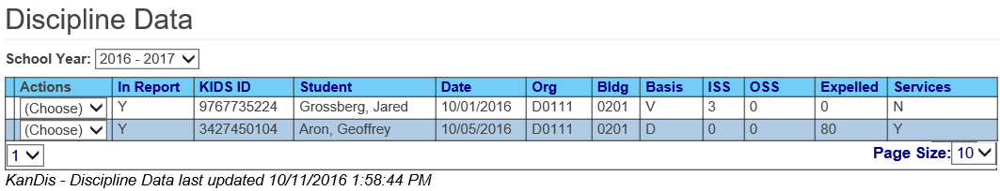 Discipline Data
School Year: 2016 - 2017
Actions In Report KIDS ID Student Date Org Bldg Basis ISS OSS Expelled Services
(Choose) Y 9767735224 Grossberg, Jared 10/01/2016 D0111 0201 V 3 0 0 N
(Choose) Y 3427450104 Aron, Geoffrey 10/05/2016 D0111 0201 D 0 0 80 Y
1 Page Size: 10
KanDis - Discipline Data last updated 10/11/2016 1:58:44 PM